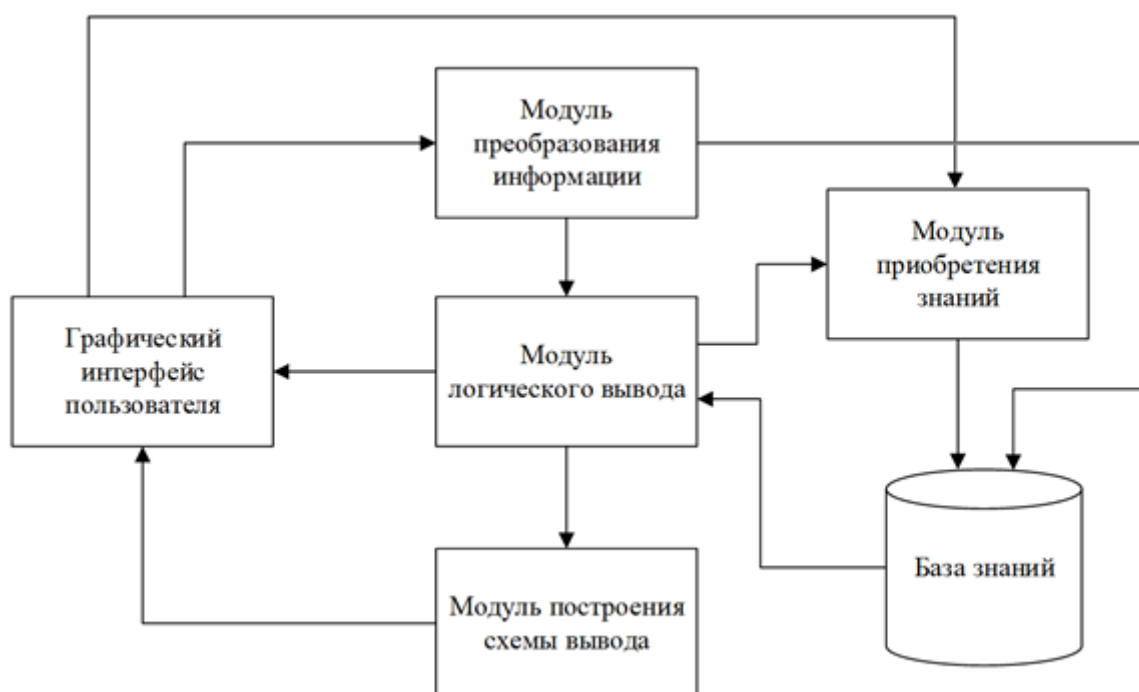 Модуль
преобразования
информации
Модуль
приобретения
знаний
Графический
интерфейс
пользователя
Модуль
логического вывода
База знаний
Модуль построения
схемы вывода